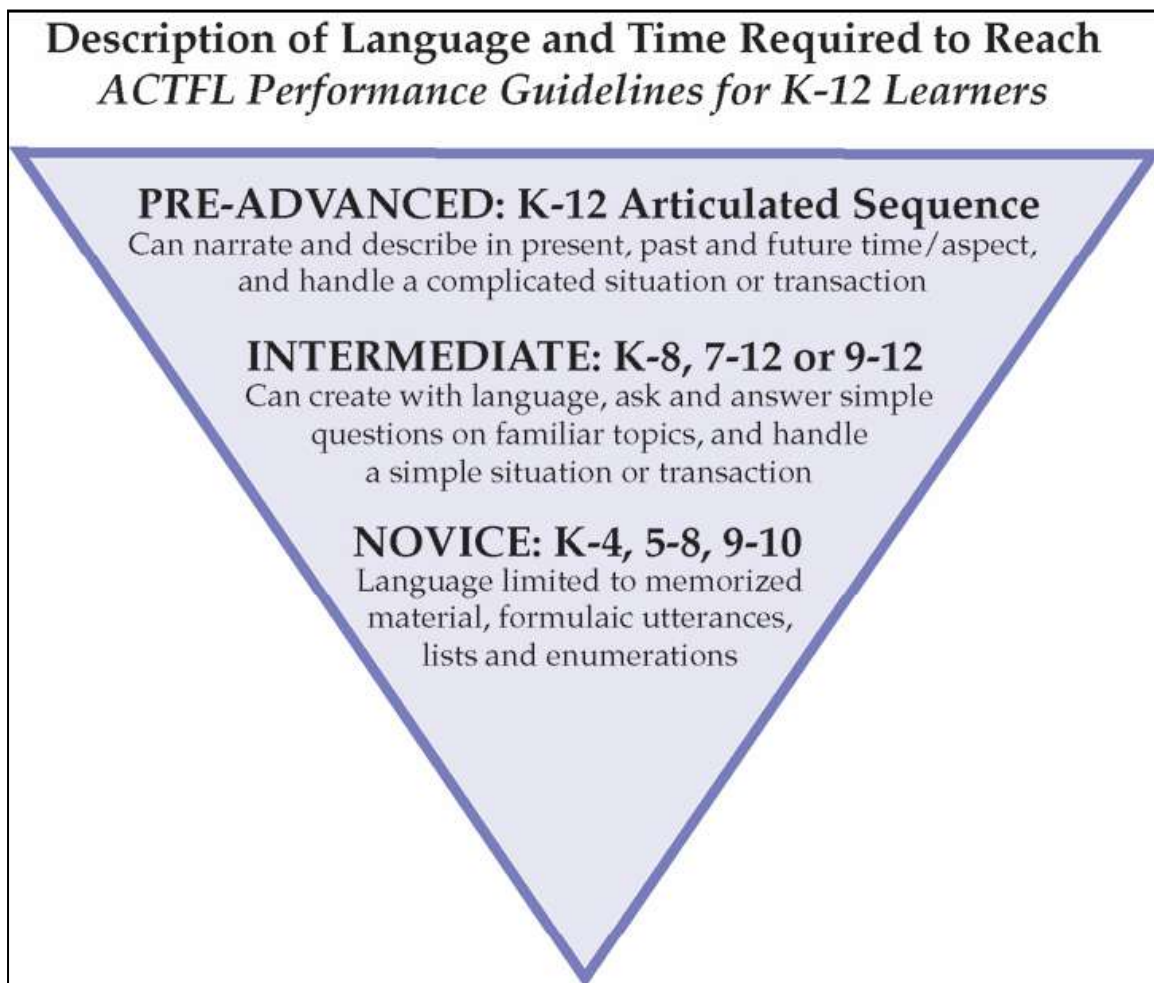 Description of Language and Time Required to Reach
ACTFL Performance Guidelines for K-12 Learners
PRE-ADVANCED: K-12 Articulated Sequence
Can narrate and describe in present, past and future time/aspect,
and handle a complicated situation or transaction
INTERMEDIATE: K-8, 7-12 or 9-12
Can create with language, ask and answer simple
questions on familiar topics, and handle
a simple situation or transaction
NOVICE: K-4, 5-8, 9-10
Language limited to memorized
material, formulaic utterances,
lists and enumerations